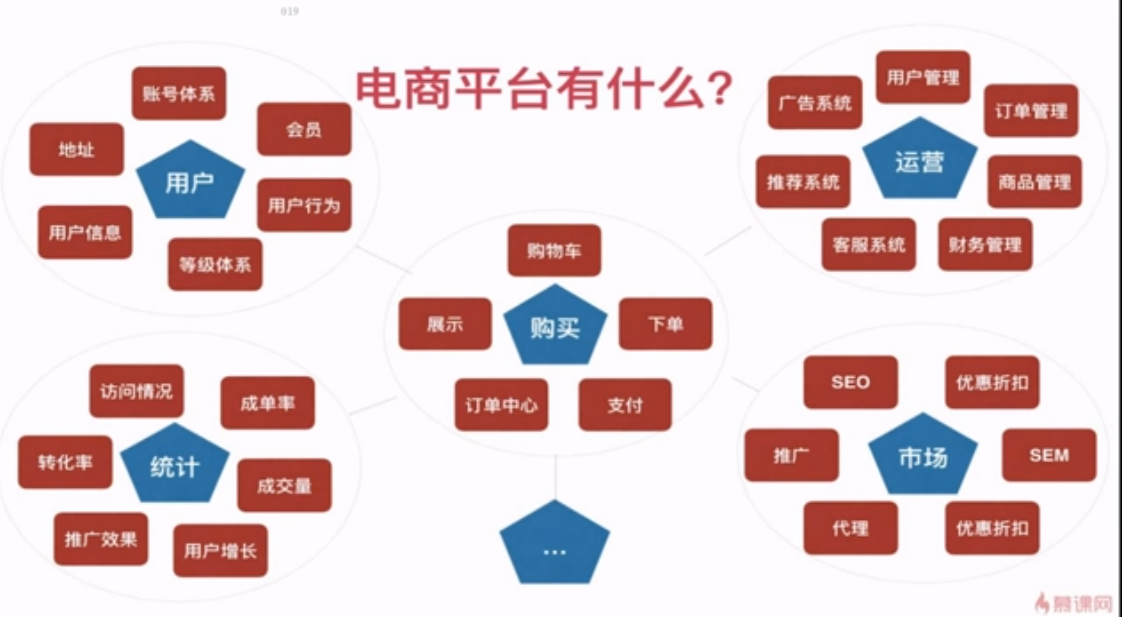 019
电商平台有什么?
账号体系
会员
地址
用户
用户行为
用户信息
等级体系
用户管理
广告系统
订单管理
运营
推荐系统
商品管理
客服系统
财务管理
购物车
展示
购买
下单
订单中心
支付
访问情况
成单率
转化率
统计
成交量
推广效果
用户增长
SEO
优惠折扣
推广
市场
SEM
代理
优惠折扣
...
慕课网